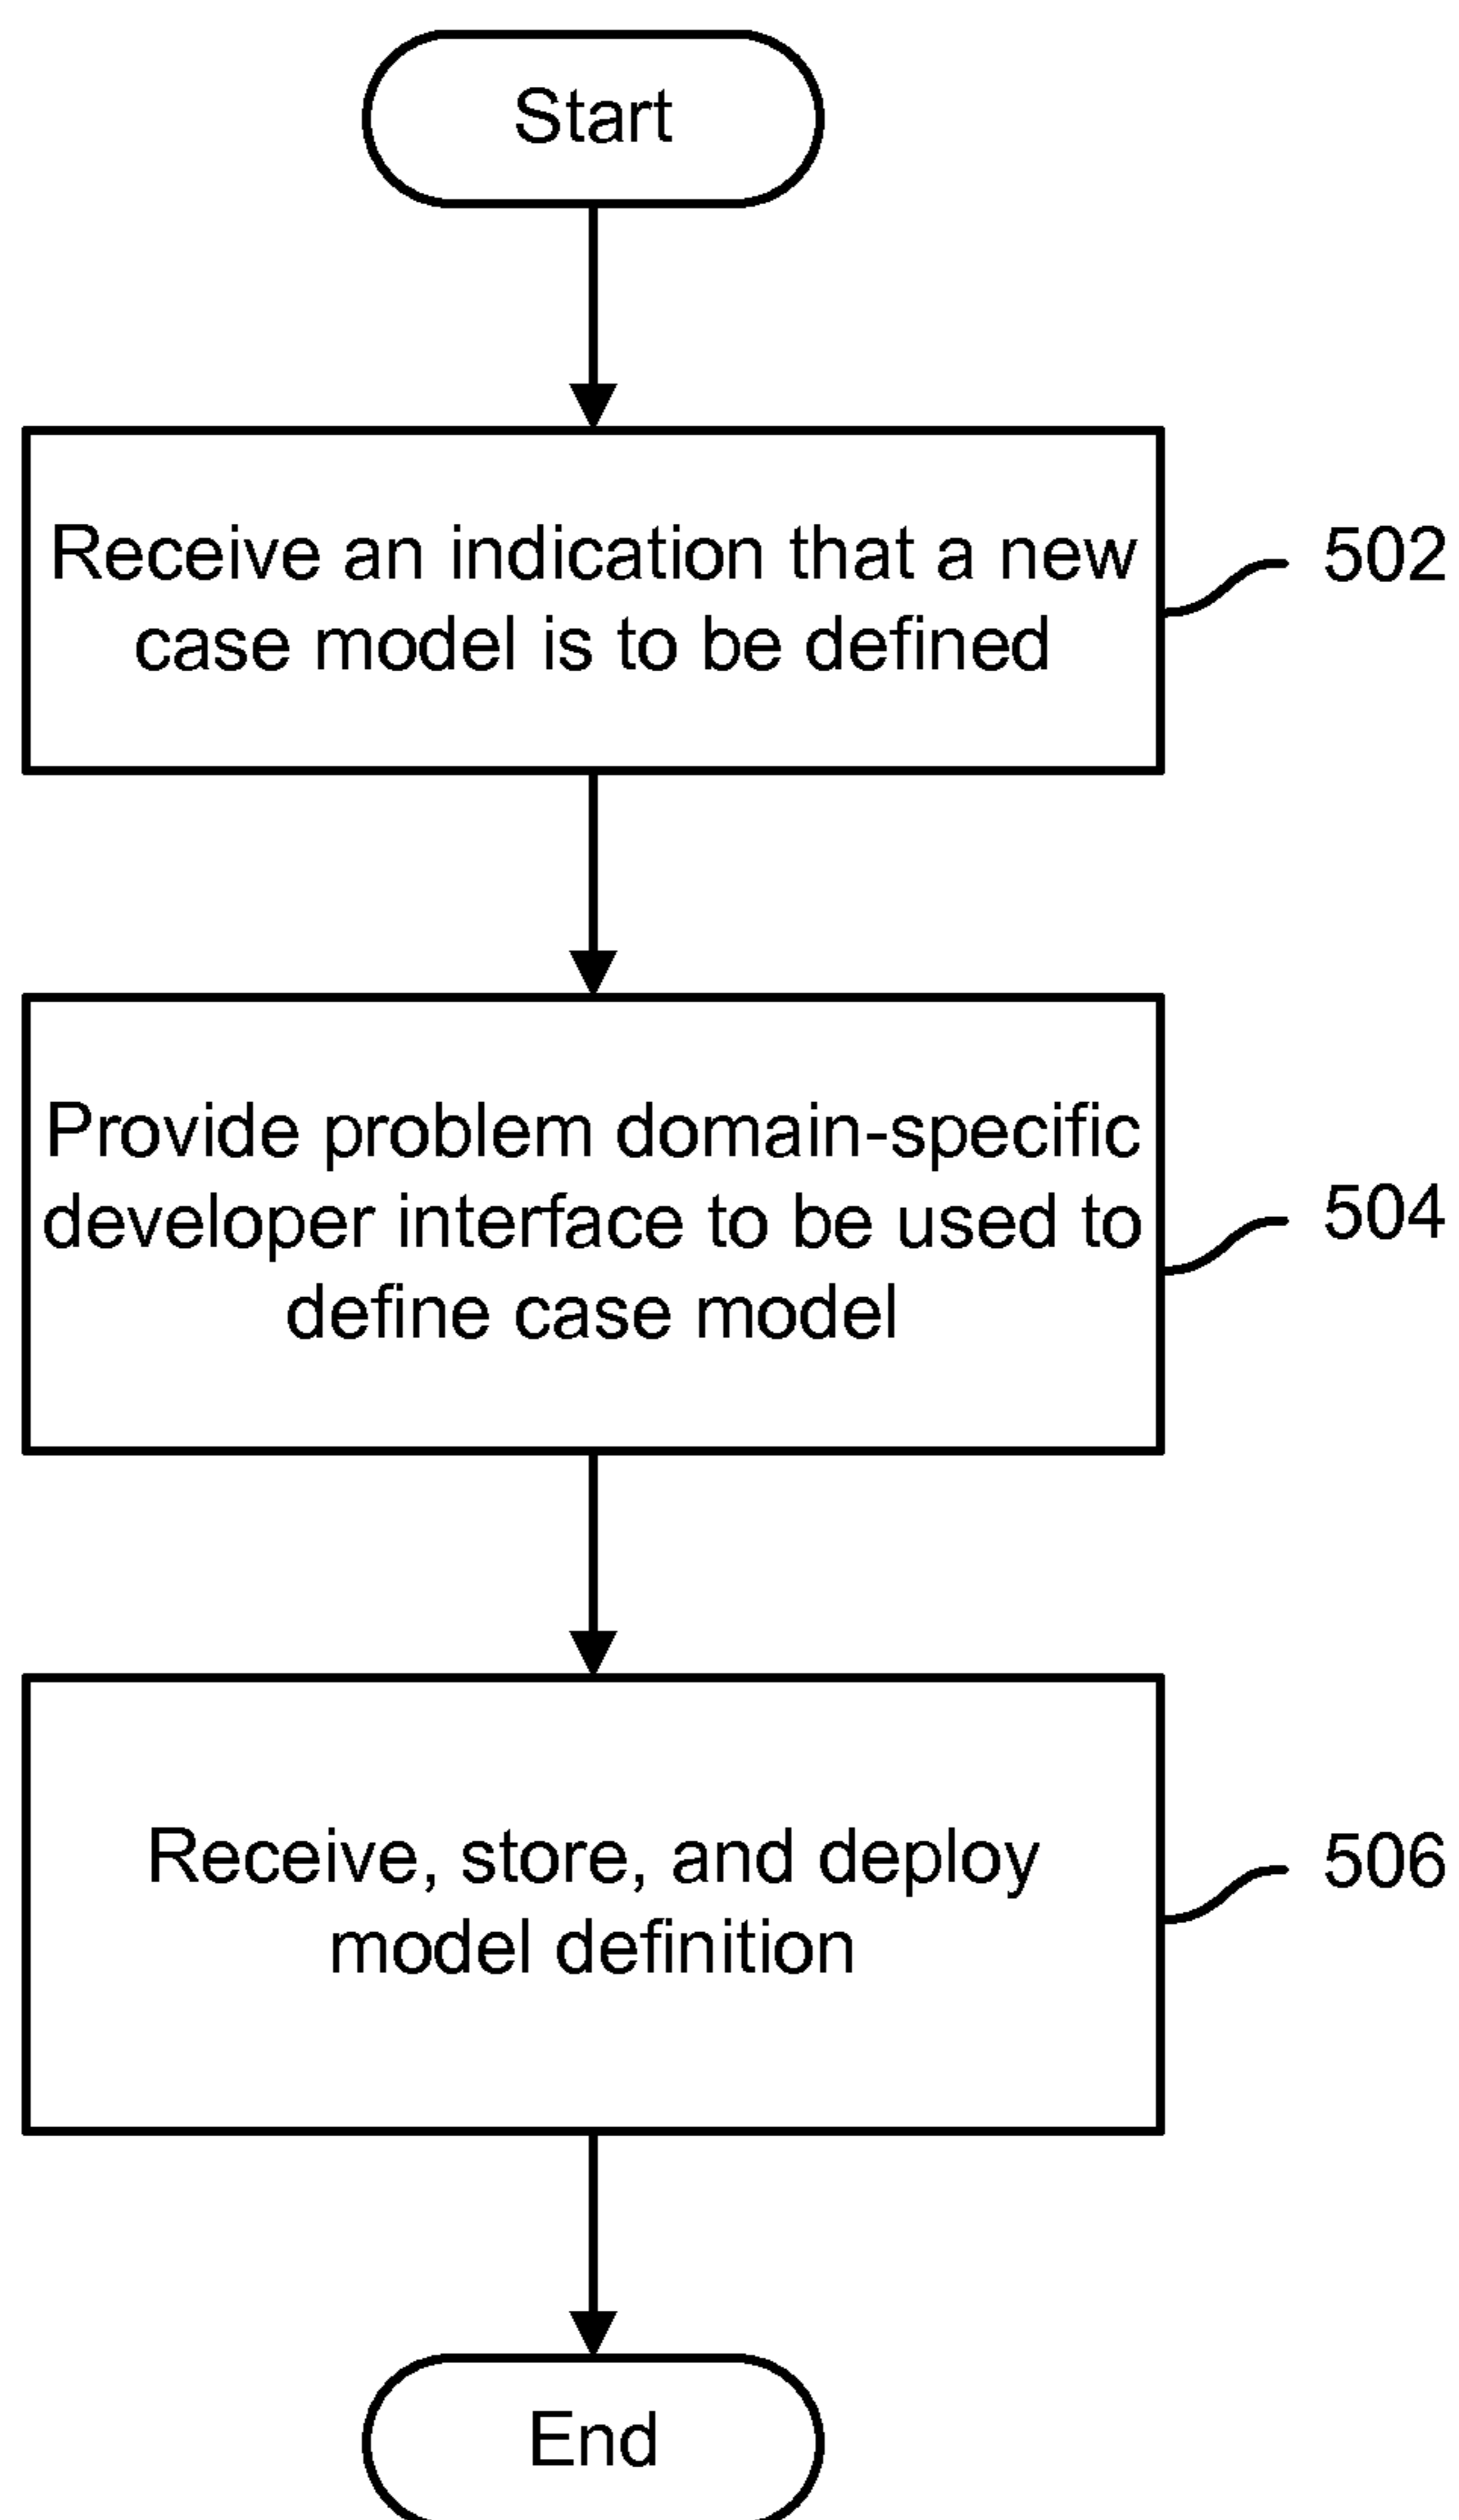 Start
Receive an indication that a new
case model is to be defined
502
Provide problem domain-specific
developer interface to be used to
define case model
504
Receive, store, and deploy
model definition
506
End